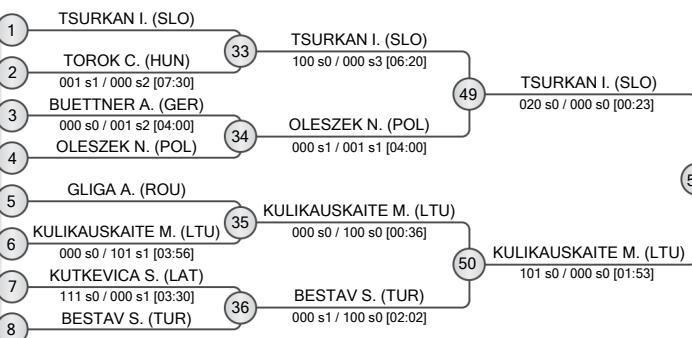 1
TSURKAN I. (SLO)
2
TOROK C. (HUN)
001 s1 / 000 s2 [07:30]
3
BUETTNER A. (GER)
000 s0 / 001 s2 [04:00]
4
OLESZEK N. (POL)
5
GLIGA A. (ROU)
6
KULIKAUSKAITE M. (LTU)
000 s0 / 101 s1 [03:56]
7
KUTKEVICA S. (LAT)
111 s0 / 000 s1 [03:30]
8
BESTAV S. (TUR)
33
TSURKAN I. (SLO)
100 s0 / 000 s3 [06:20]
34
OLESZEK N. (POL)
000 s1 / 001 s1 [04:00]
35
KULIKAUSKAITE M. (LTU)
000 s0 / 100 s0 [00:36]
36
BESTAV S. (TUR)
000 s1 / 100 s0 [02:02]
49
TSURKAN I. (SLO)
020 s0 / 000 s0 [00:23]
50
KULIKAUSKAITE M. (LTU)
101 s0 / 000 s0 [01:53]